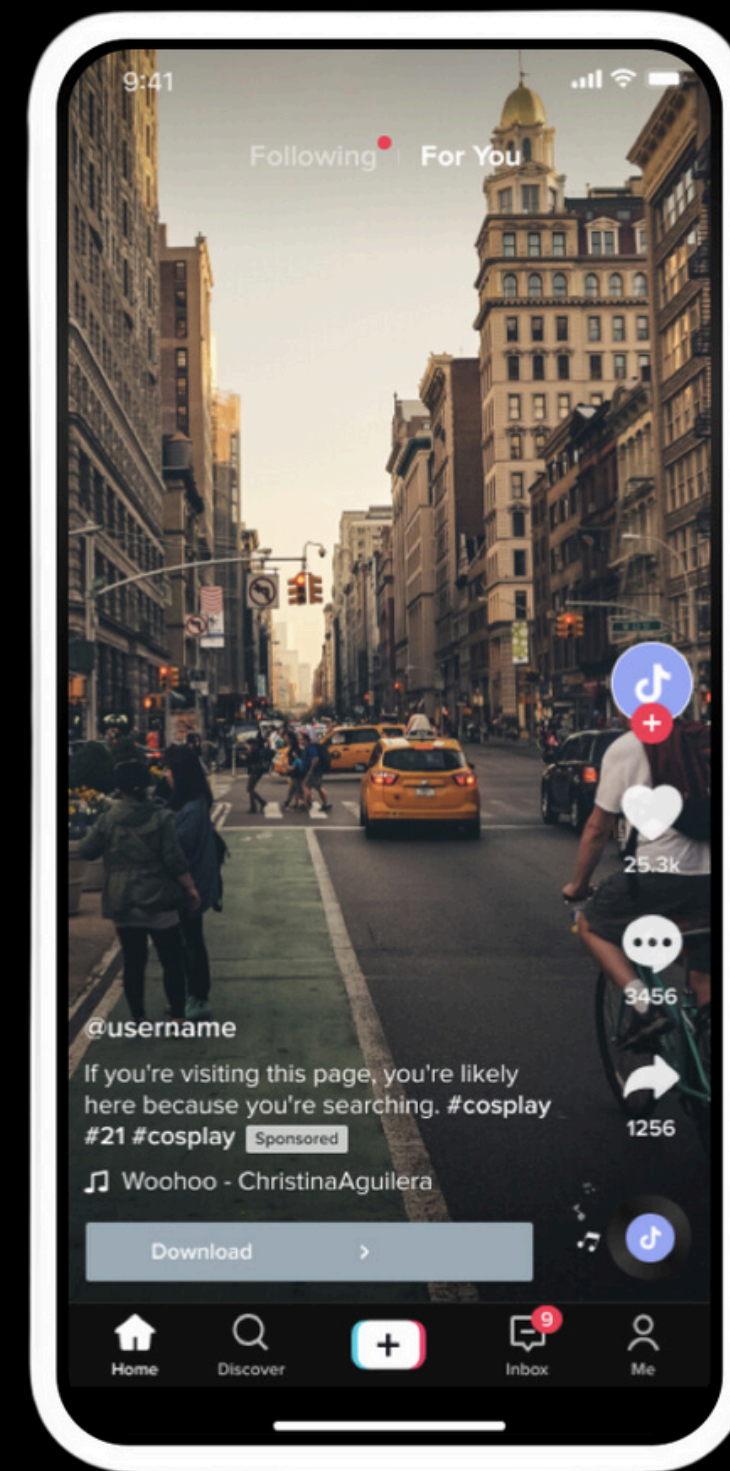 9:41
Following
For You
25.3k
3456
1256
@username
If you're visiting this page, you're likely
here because you're searching. #cosplay
#21 #cosplay Sponsored
Woohoo - ChristinaAguilera
Download >
9
Home
Discover
Inbox
Me